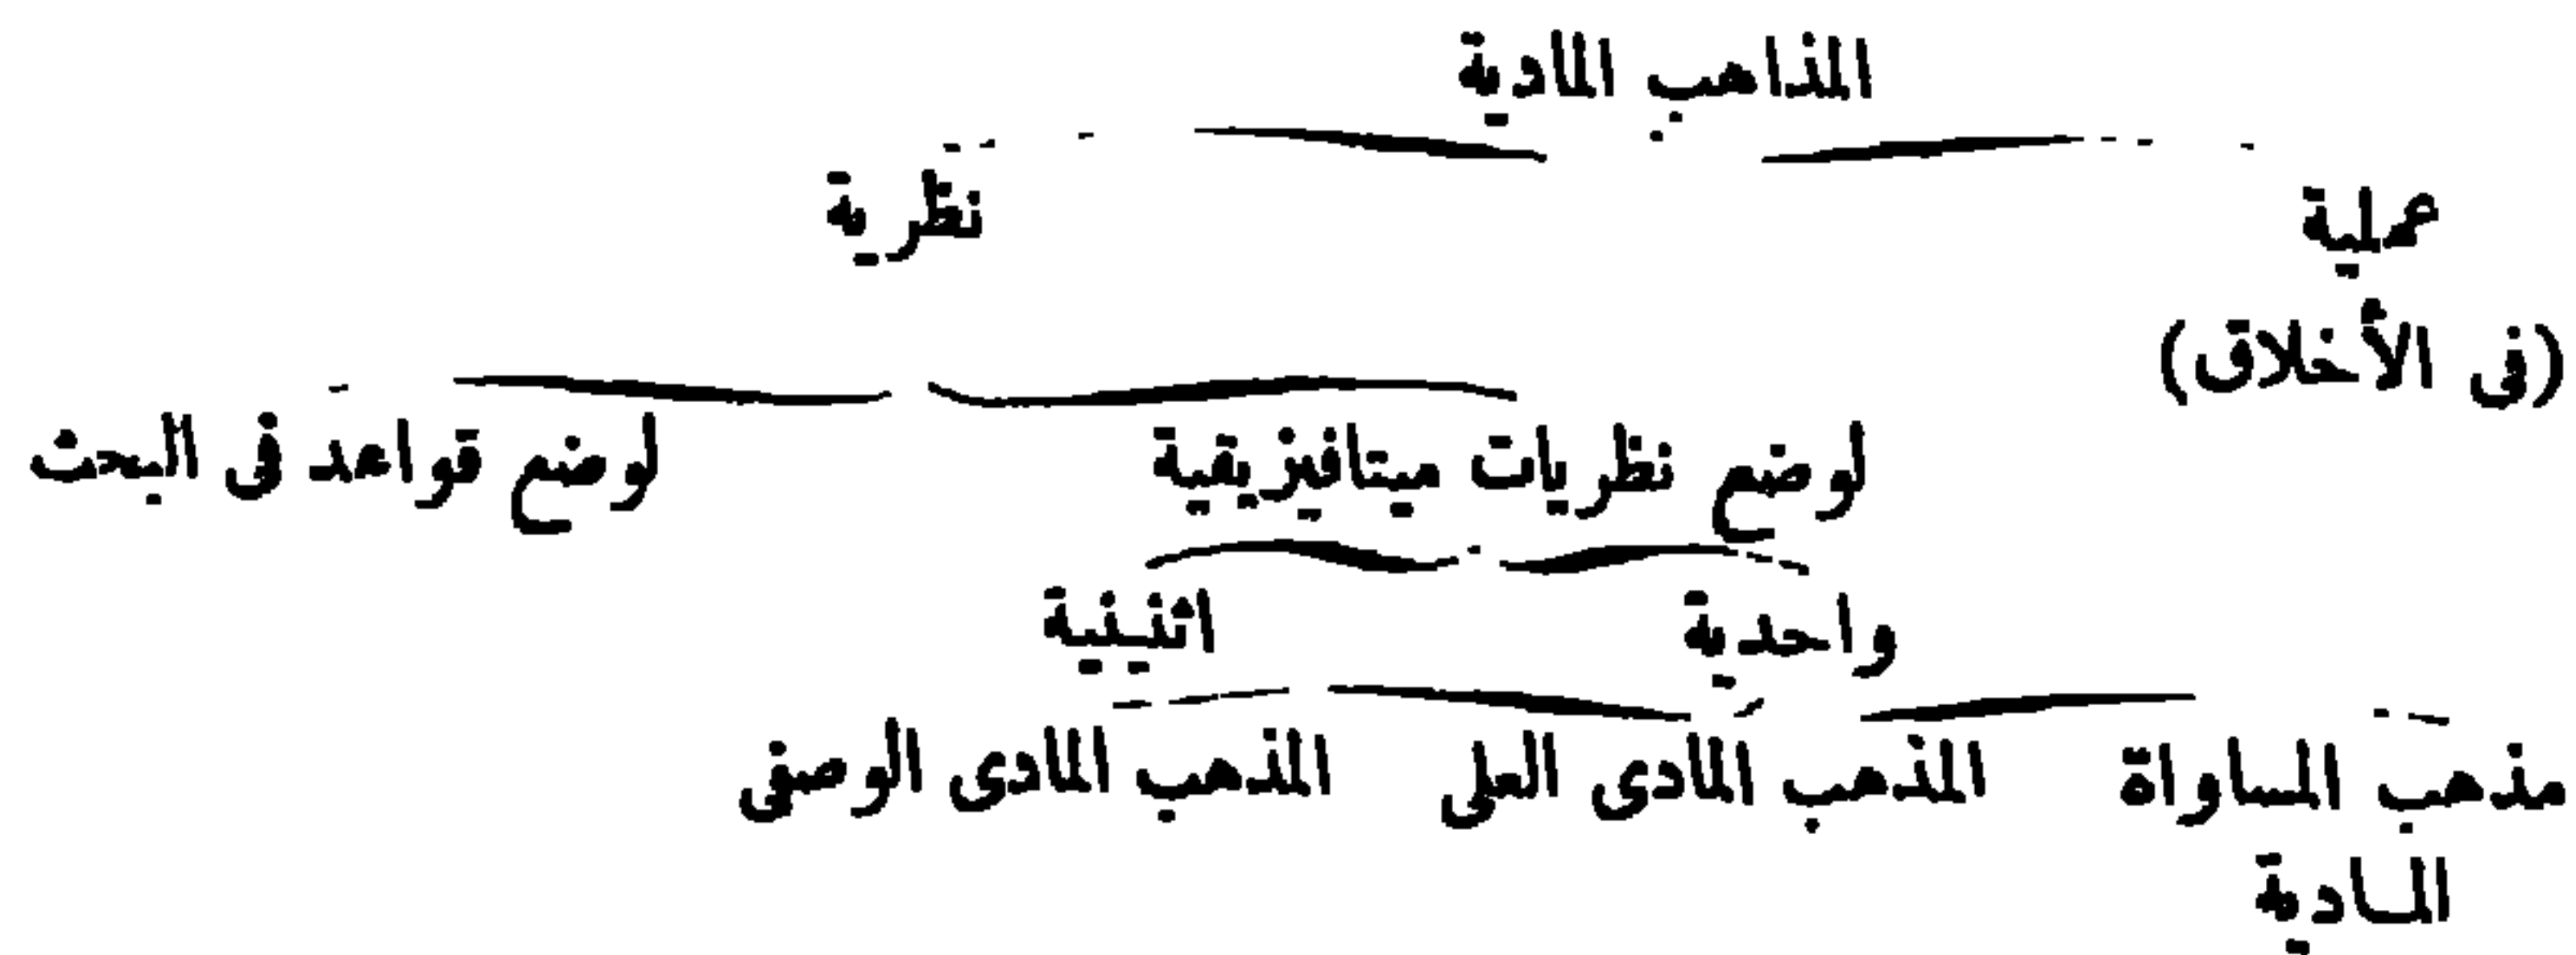 المذاهب المادية
عملية نظرية
(فى الأخلاق)
لوضع نظريات ميتافيزيقية لوضع قواعد فى البحث
واحدية اثنينية
مذهب المساواة المذهب المادى العلى المذهب المادى الوصفى
المادية